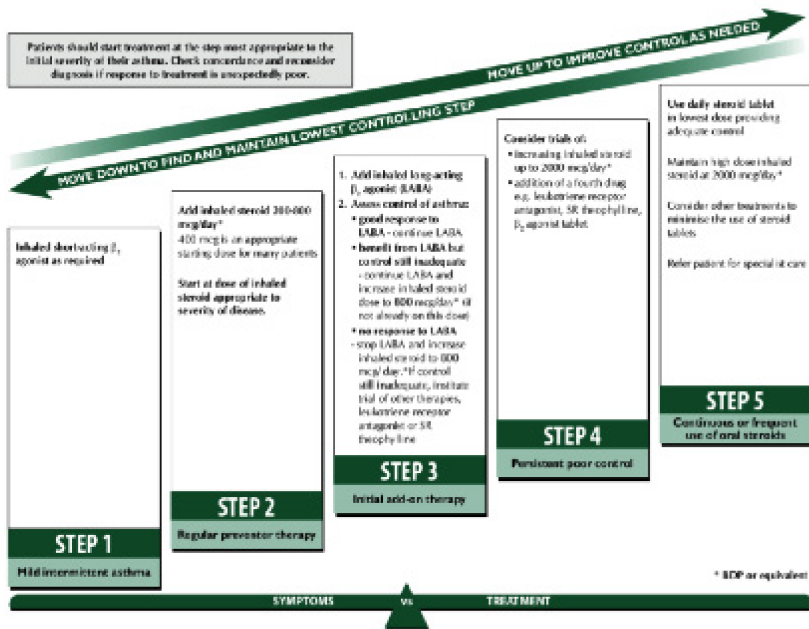 Patients should start treatment at the step most appropriate to the
initial severity of their asthma. Check concordance and reconsider
diagnosis if response to treatment is unexpectedly poor.
MOVE UP TO IMPROVE CONTROL AS NEEDED
MOVE DOWN TO FIND AND MAINTAIN LOWEST CONTROLLING STEP
Inhaled short-acting β₂
agonist as required
STEP 1
Mild intermittent asthma
Add inhaled steroid 200-800
mcg/day*
400 mcg is an appropriate
starting dose for many patients
Start at dose of inhaled
steroid appropriate to
severity of disease.
STEP 2
Regular preventer therapy
1. Add inhaled long-acting
β₂ agonist (LABA)
2. Assess control of asthma:
• good response to
LABA - continue LABA
• benefit from LABA but
control still inadequate
- continue LABA and
increase inhaled steroid
dose to 800 mcg/day* (if
not already on this dose)
• no response to LABA
- stop LABA and increase
inhaled steroid to 800
mcg/ day.*If control
still inadequate, institute
trial of other therapies,
leukotriene receptor
antagonist or SR
theophylline
STEP 3
Initial add-on therapy
Consider trials of:
• increasing inhaled steroid
up to 2000 mcg/day*
• addition of a fourth drug
e.g. leukotriene receptor
antagonist, SR theophylline,
β₂ agonist tablet
STEP 4
Persistent poor control
Use daily steroid tablet
in lowest dose providing
adequate control
Maintain high dose inhaled
steroid at 2000 mcg/day*
Consider other treatments to
minimise the use of steroid
tablets
Refer patient for specialist care
STEP 5
Continuous or frequent
use of oral steroids
* BDP or equivalent
SYMPTOMS vs TREATMENT